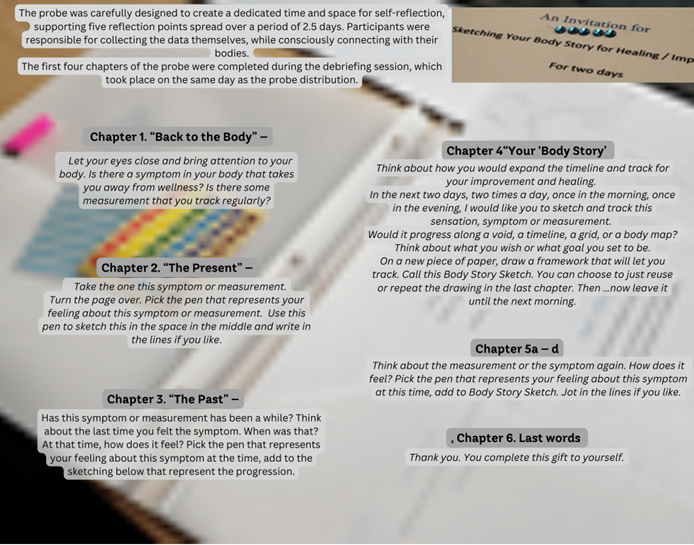 The probe was carefully designed to create a dedicated time and space for self-reflection,
supporting five reflection points spread over a period of 2.5 days. Participants were
responsible for collecting the data themselves, while consciously connecting with their
bodies.
The first four chapters of the probe were completed during the debriefing session, which
took place on the same day as the probe distribution.
An Invitation for
Sketching Your Body Story for Healing / Imp
For two days
Chapter 1. “Back to the Body” –
Let your eyes close and bring attention to your
body. Is there a symptom in your body that takes
you away from wellness? Is there some
measurement that you track regularly?
Chapter 2. “The Present” –
Take the one this symptom or measurement.
Turn the page over. Pick the pen that represents your
feeling about this symptom or measurement. Use this
pen to sketch this in the space in the middle and write in
the lines if you like.
Chapter 3. “The Past” –
Has this symptom or measurement has been a while? Think
about the last time you felt the symptom. When was that?
At that time, how does it feel? Pick the pen that represents
your feeling about this symptom at the time, add to the
sketching below that represent the progression.
Chapter 4“Your ‘Body Story’
Think about how you would expand the timeline and track for
your improvement and healing.
In the next two days, two times a day, once in the morning, once
in the evening, I would like you to sketch and track this
sensation, symptom or measurement.
Would it progress along a void, a timeline, a grid, or a body map?
Think about what you wish or what goal you set to be.
On a new piece of paper, draw a framework that will let you
track. Call this Body Story Sketch. You can choose to just reuse
or repeat the drawing in the last chapter. Then ...now leave it
until the next morning.
Chapter 5a – d
Think about the measurement or the symptom again. How does it
feel? Pick the pen that represents your feeling about this symptom
at this time, add to Body Story Sketch. Jot in the lines if you like.
, Chapter 6. Last words
Thank you. You complete this gift to yourself.